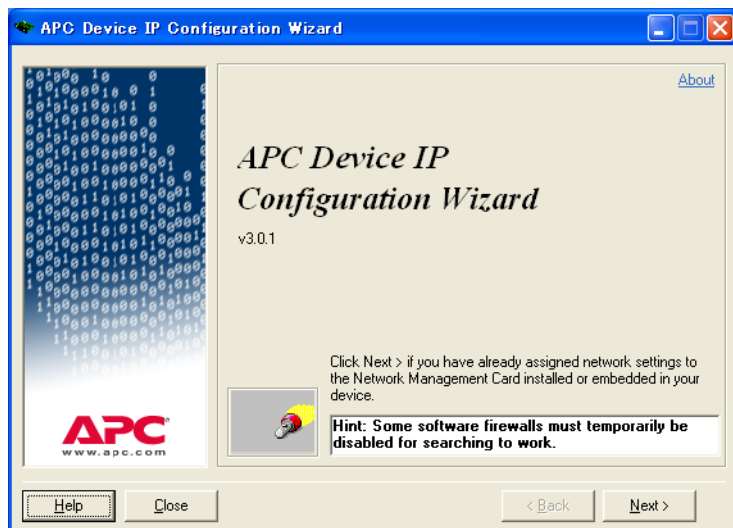 APC Device IP Configuration Wizard
About
APC Device IP
Configuration Wizard
v3.0.1
Click Next > if you have already assigned network settings to
the Network Management Card installed or embedded in your
device.
Hint: Some software firewalls must temporarily be
disabled for searching to work.
APC
www.apc.com
Help
Close
< Back
Next >